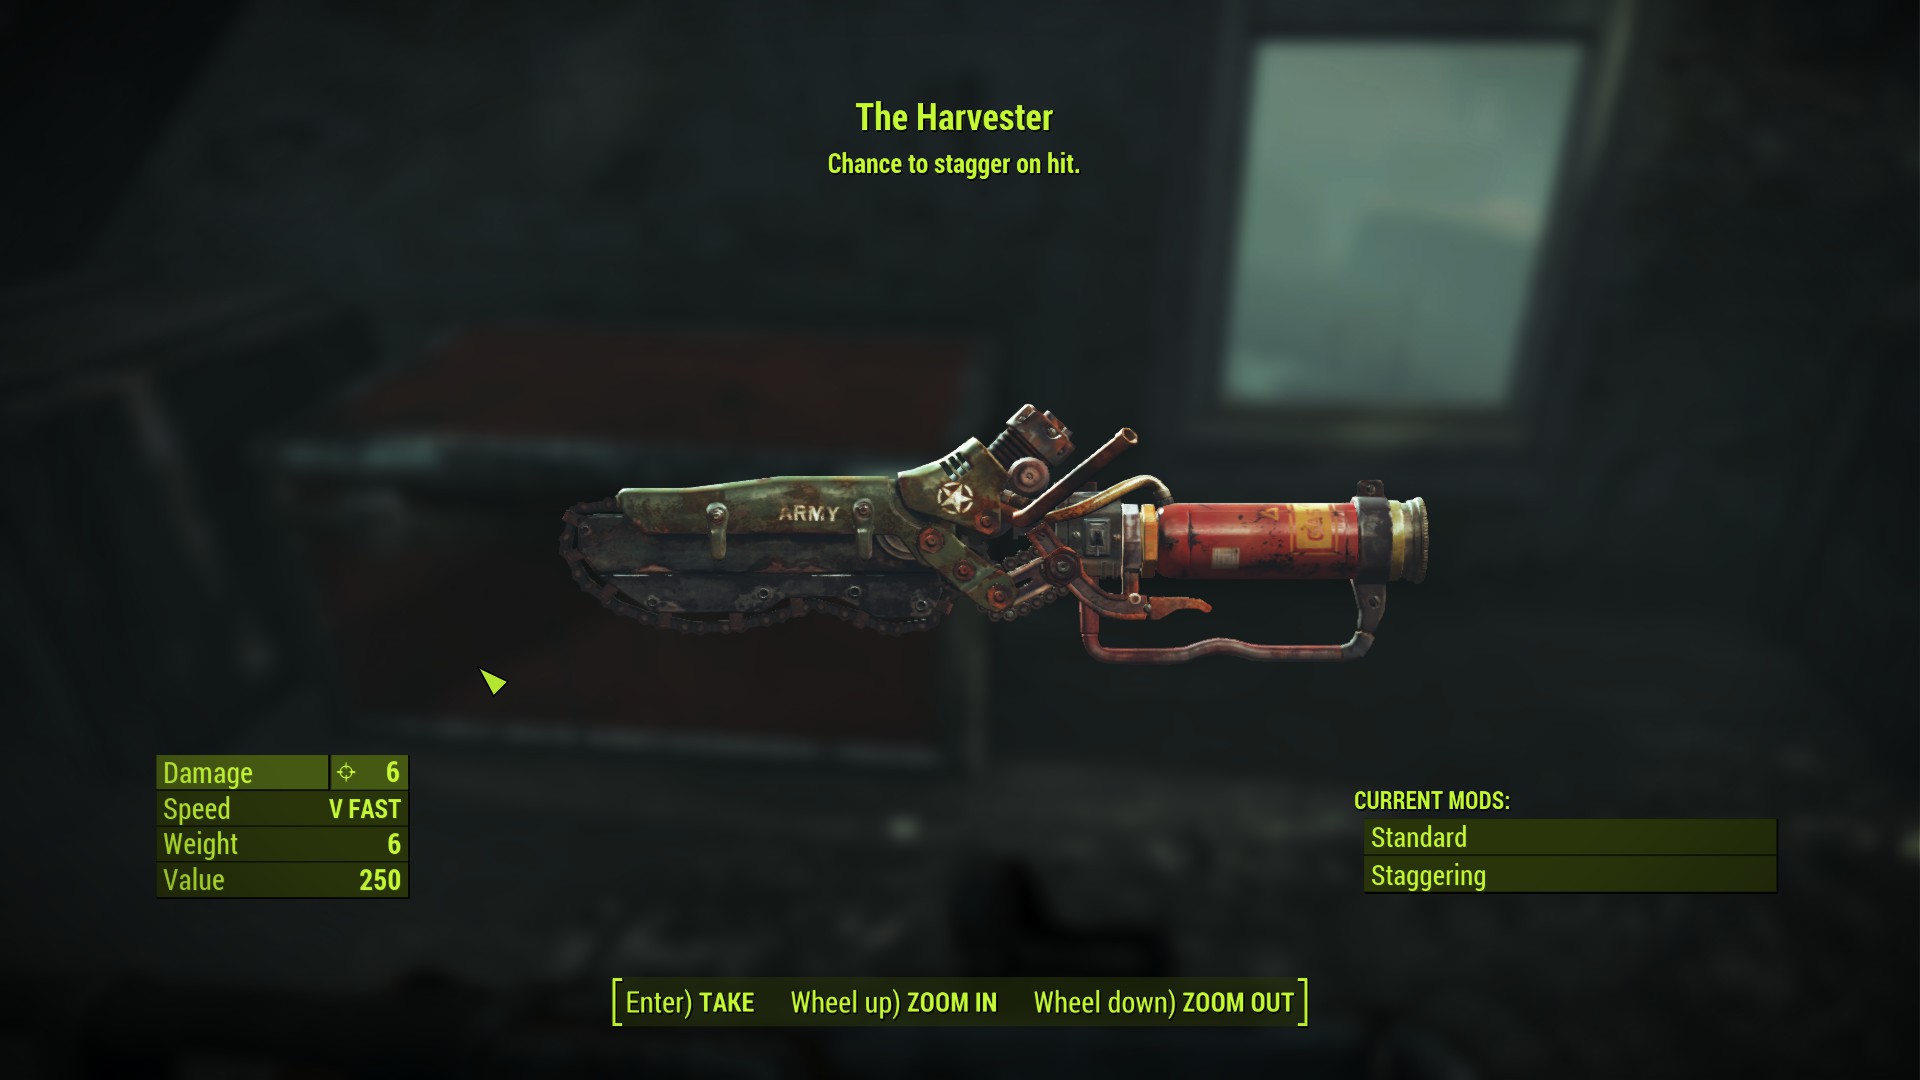 The Harvester
Chance to stagger on hit.
ARMY
Damage 6
Speed V FAST
Weight 6
Value 250
CURRENT MODS:
Standard
Staggering
Enter) TAKE Wheel up) ZOOM IN Wheel down) ZOOM OUT